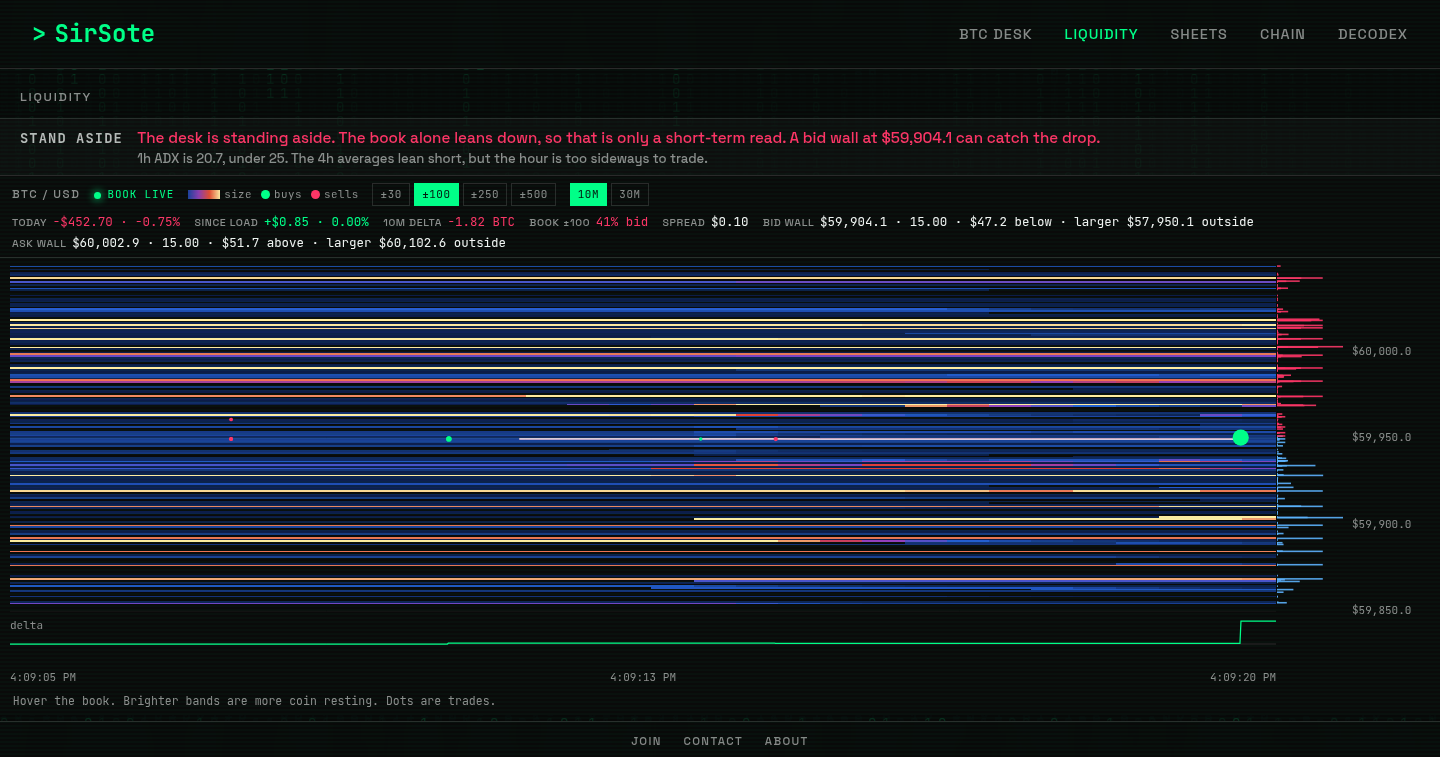 > SirSote
BTC DESK LIQUIDITY SHEETS CHAIN DECODEX
LIQUIDITY
STAND ASIDE The desk is standing aside. The book alone leans down, so that is only a short-term read. A bid wall at $59,904.1 can catch the drop.
1h ADX is 20.7, under 25. The 4h averages lean short, but the hour is too sideways to trade.
BTC / USD BOOK LIVE size buys sells ±30 ±100 ±250 ±500 10M 30M
TODAY -$452.70 · -0.75% SINCE LOAD +$0.85 · 0.00% 10M DELTA -1.82 BTC BOOK ±100 41% bid SPREAD $0.10 BID WALL $59,904.1 · 15.00 · $47.2 below · larger $57,950.1 outside
ASK WALL $60,002.9 · 15.00 · $51.7 above · larger $60,102.6 outside
$60,000.0
$59,950.0
$59,900.0
$59,850.0
delta
4:09:05 PM 4:09:13 PM 4:09:20 PM
Hover the book. Brighter bands are more coin resting. Dots are trades.
JOIN CONTACT ABOUT